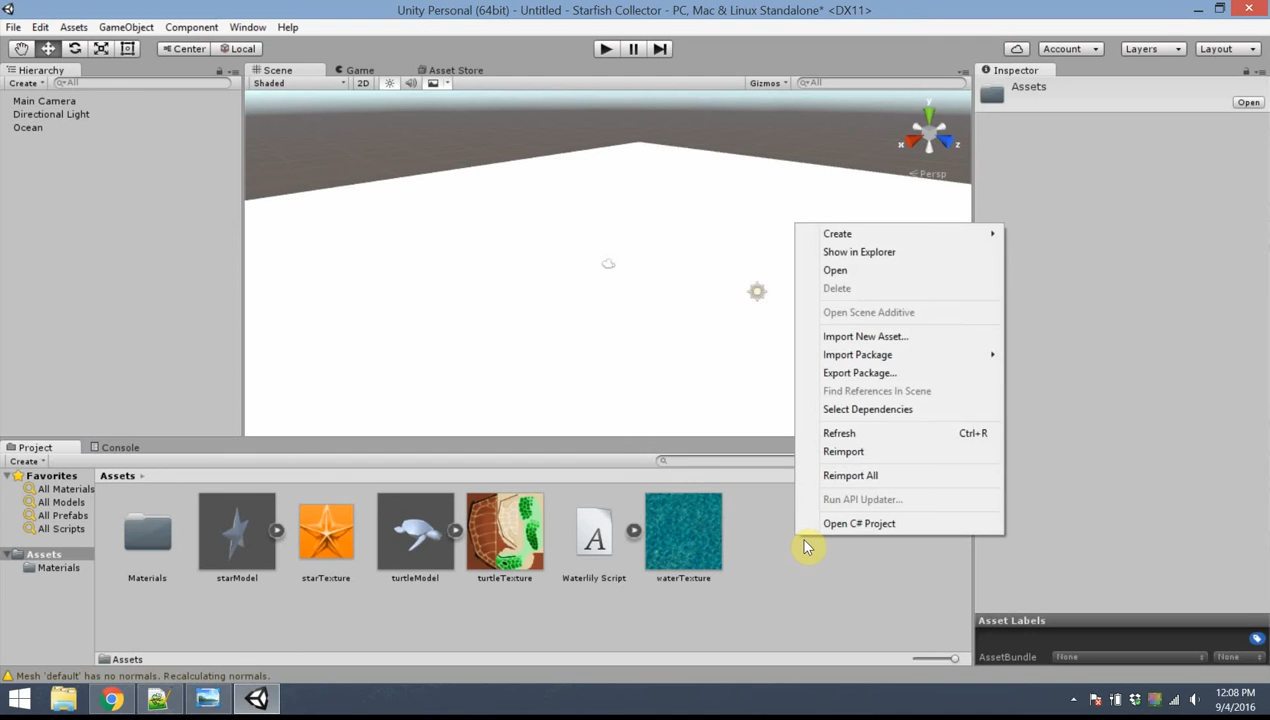 Unity Personal (64bit) - Untitled - Starfish Collector - PC, Mac & Linux Standalone* <DX11>
File Edit Assets GameObject Component Window Help
Center Local Account Layers Layout
Hierarchy
Create All
Main Camera
Directional Light
Ocean
Scene Game Asset Store
Shaded 2D Gizmos All
y
x z
Persp
Inspector
Assets
Open
Create
Show in Explorer
Open
Delete
Open Scene Additive
Import New Asset...
Import Package
Export Package...
Find References In Scene
Select Dependencies
Refresh Ctrl+R
Reimport
Reimport All
Run API Updater...
Open C# Project
Project Console
Create
Favorites
All Materials
All Models
All Prefabs
All Scripts
Assets
Materials
Assets
A
Materials starModel starTexture turtleModel turtleTexture Waterlily Script waterTexture
Assets
Asset Labels
AssetBundle None None
Mesh 'default' has no normals. Recalculating normals.
12:08 PM
9/4/2016